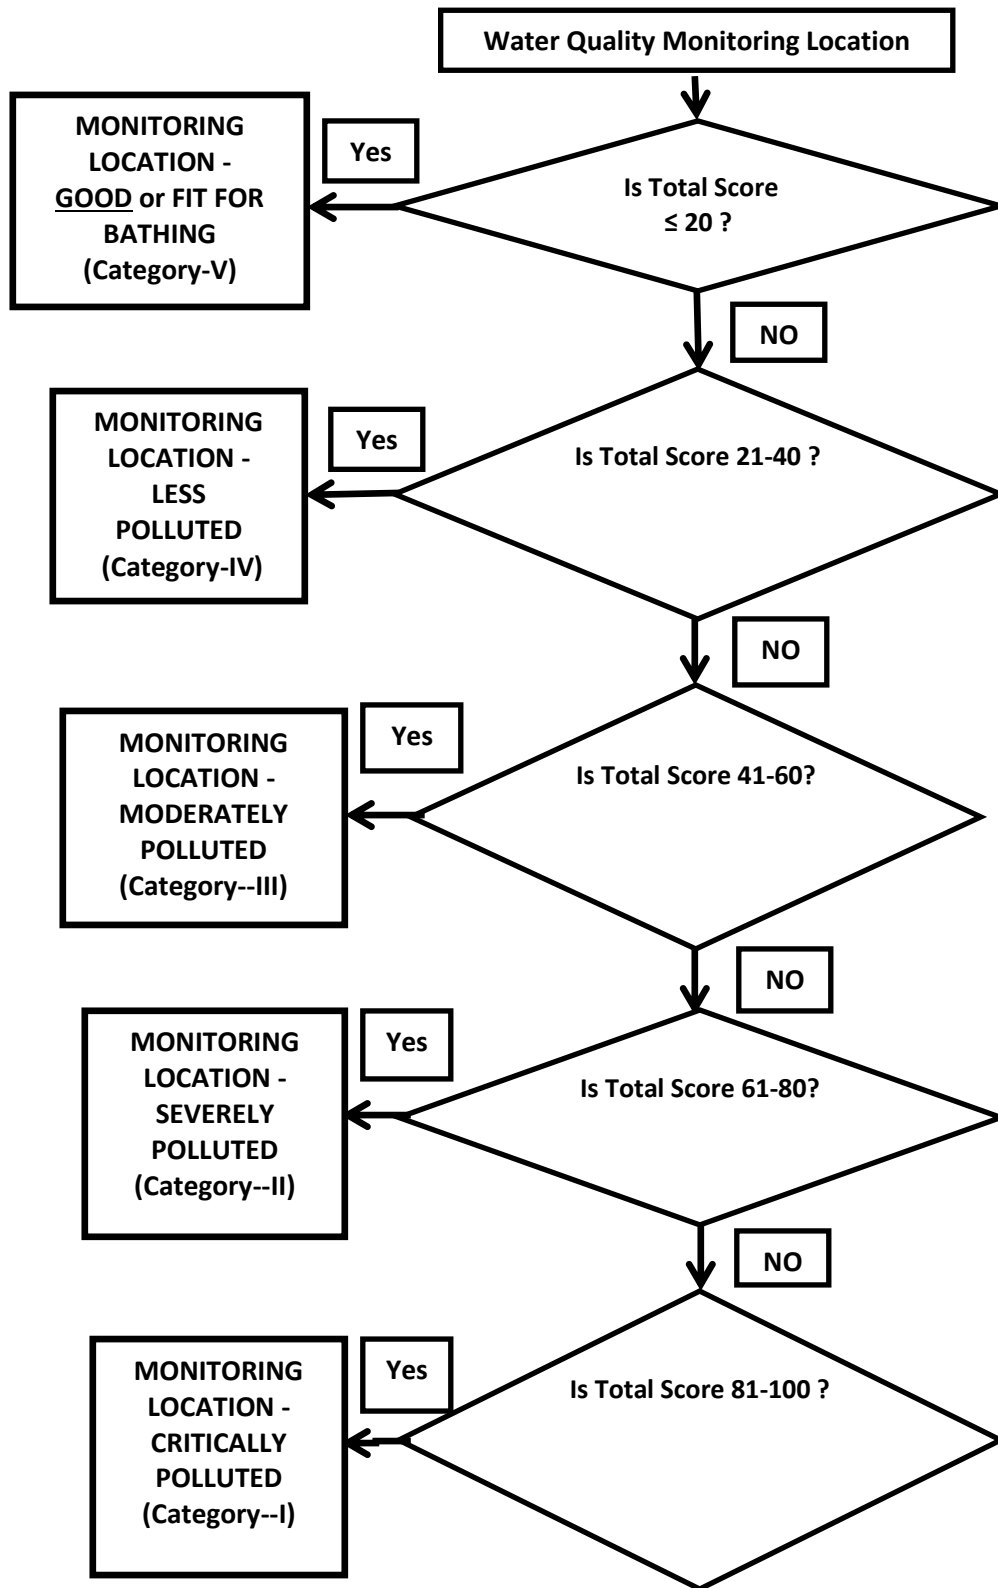 Water Quality Monitoring Location
MONITORING
LOCATION -
GOOD or FIT FOR
BATHING
(Category-V)
Yes
Is Total Score
≤ 20 ?
NO
MONITORING
LOCATION -
LESS
POLLUTED
(Category-IV)
Yes
Is Total Score 21-40 ?
NO
MONITORING
LOCATION -
MODERATELY
POLLUTED
(Category--III)
Yes
Is Total Score 41-60?
NO
MONITORING
LOCATION -
SEVERELY
POLLUTED
(Category--II)
Yes
Is Total Score 61-80?
NO
MONITORING
LOCATION -
CRITICALLY
POLLUTED
(Category--I)
Yes
Is Total Score 81-100 ?